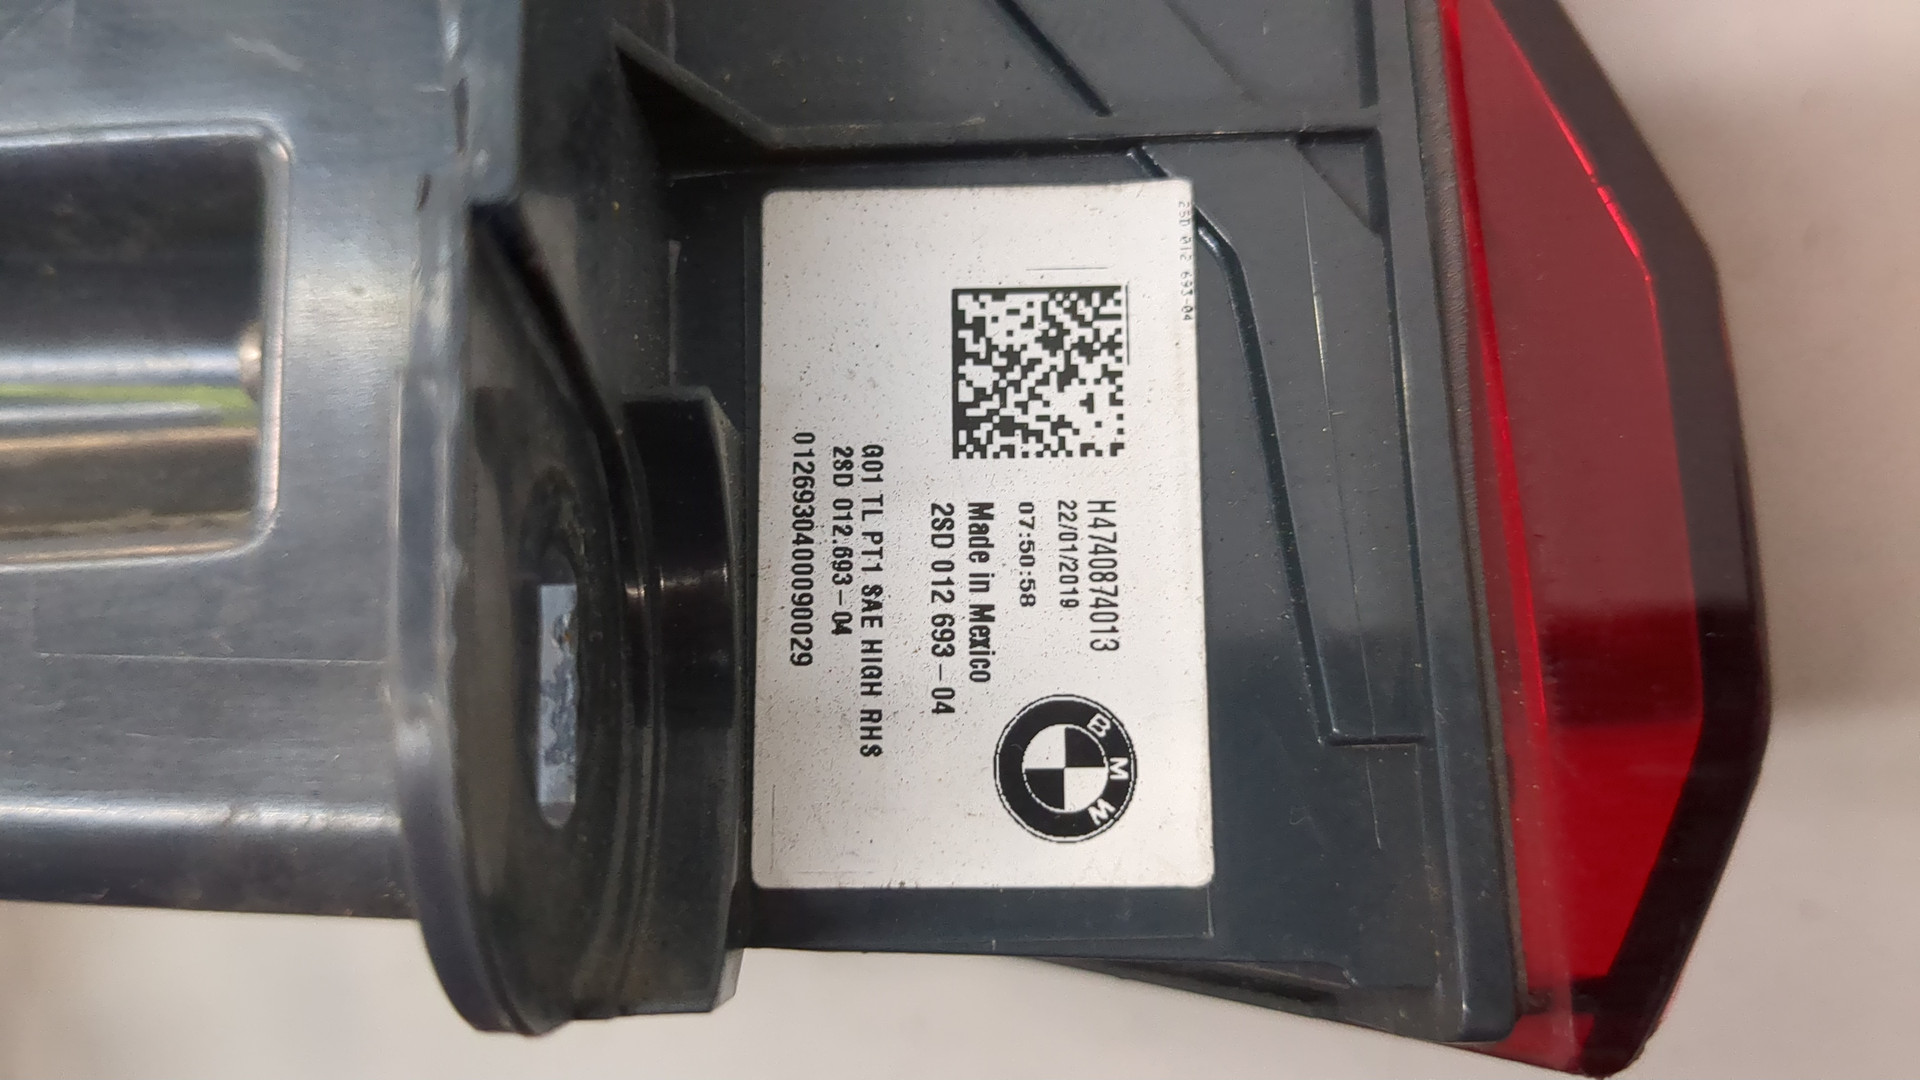 2SD 012 693-04
H4740874013
22/01/2019
07:50:58
Made in Mexico
2SD 012 693-04
G01 TL PT1 SAE HIGH RHS
2SD 012.693-04
0126930400090029
BMW